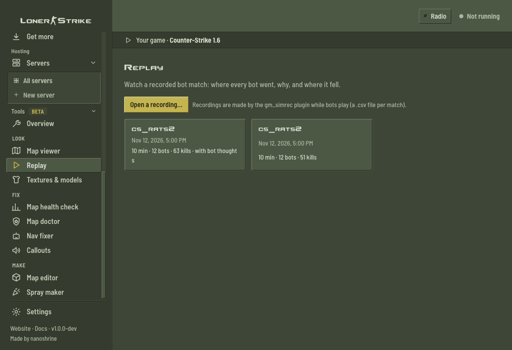 LONERSTRIKE
Get more
Hosting
Servers
All servers
New server
Tools BETA
Overview
LOOK
Map viewer
Replay
Textures & models
FIX
Map health check
Map doctor
Nav fixer
Callouts
MAKE
Map editor
Spray maker
Settings
Website · Docs · v1.0.0-dev
Made by nanoshrine
Radio
Not running
Your game · Counter-Strike 1.6
REPLAY
Watch a recorded bot match: where every bot went, why, and where it fell.
Open a recording...
Recordings are made by the gm_simrec plugin while bots play (a .csv file per match).
CS_RATS2
Nov 12, 2026, 5:00 PM
10 min · 12 bots · 63 kills · with bot thought
s
CS_RATS2
Nov 12, 2026, 5:00 PM
10 min · 12 bots · 51 kills